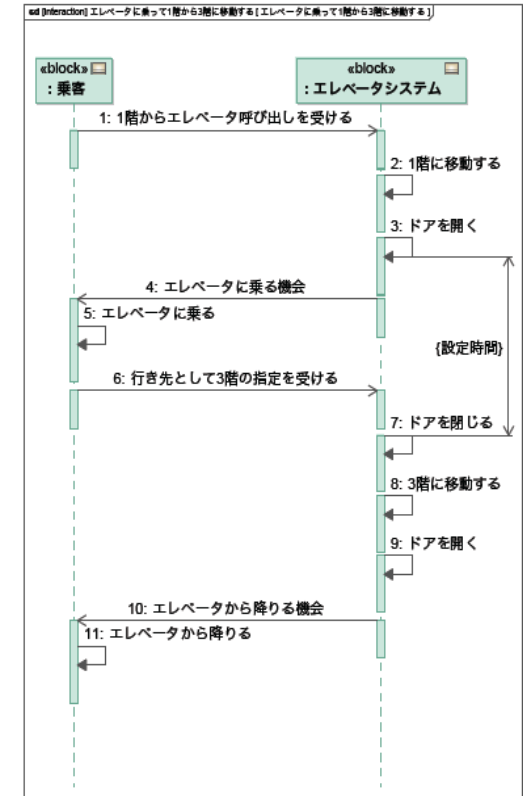 sd [Interaction] エレベータに乗って1階から3階に移動する [ エレベータに乗って1階から3階に移動する ]
«block»
: 乗客
«block»
: エレベータシステム
1: 1階からエレベータ呼び出しを受ける
2: 1階に移動する
3: ドアを開く
4: エレベータに乗る機会
5: エレベータに乗る
{設定時間}
6: 行き先として3階の指定を受ける
7: ドアを閉じる
8: 3階に移動する
9: ドアを開く
10: エレベータから降りる機会
11: エレベータから降りる